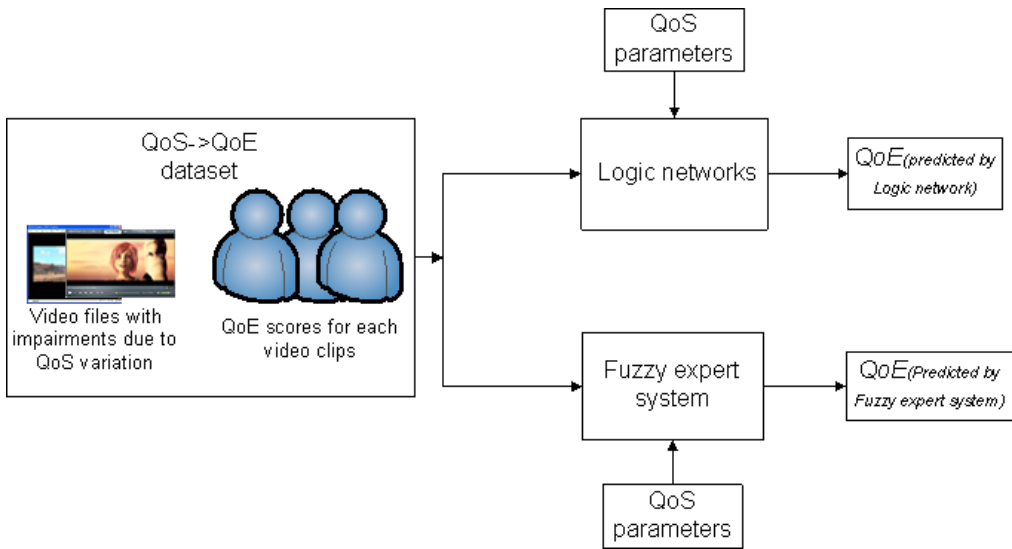 QoS
parameters
QoS->QoE
dataset
Video files with
impairments due to
QoS variation
QoE scores for each
video clips
Logic networks
QoE(predicted by
Logic network)
Fuzzy expert
system
QoE(Predicted by
Fuzzy expert system)
QoS
parameters